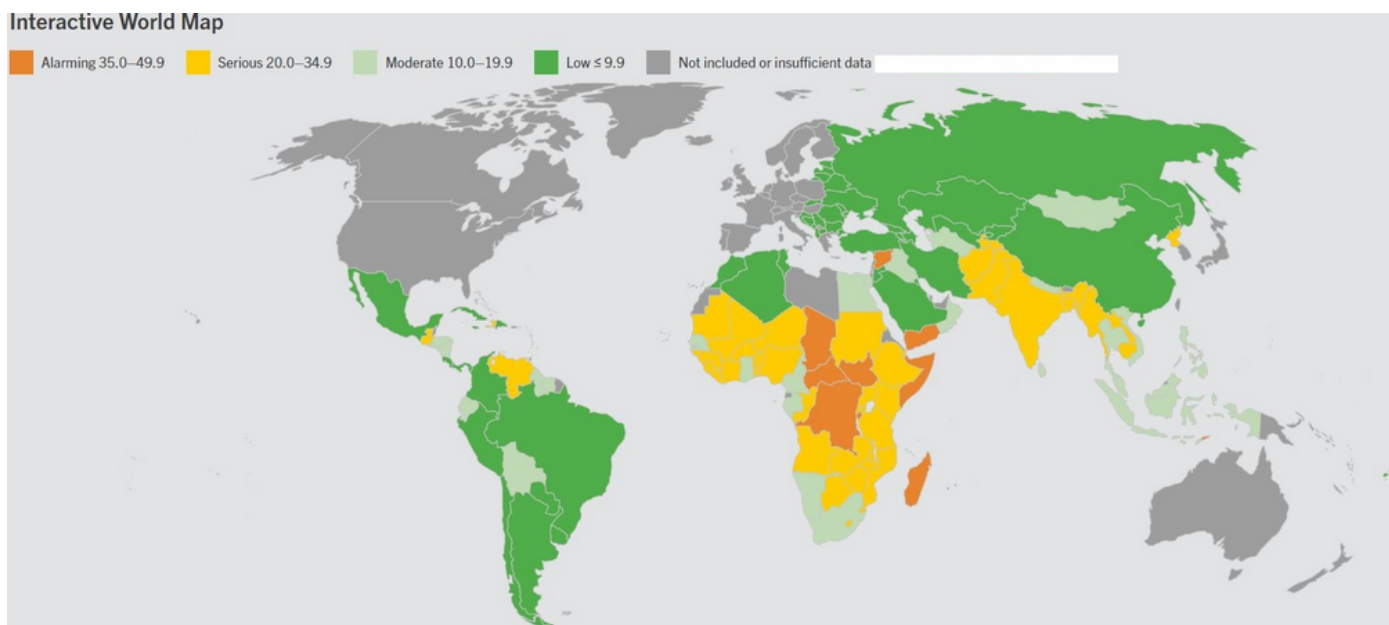 Interactive World Map
Alarming 35.0–49.9 Serious 20.0–34.9 Moderate 10.0–19.9 Low ≤ 9.9 Not included or insufficient data